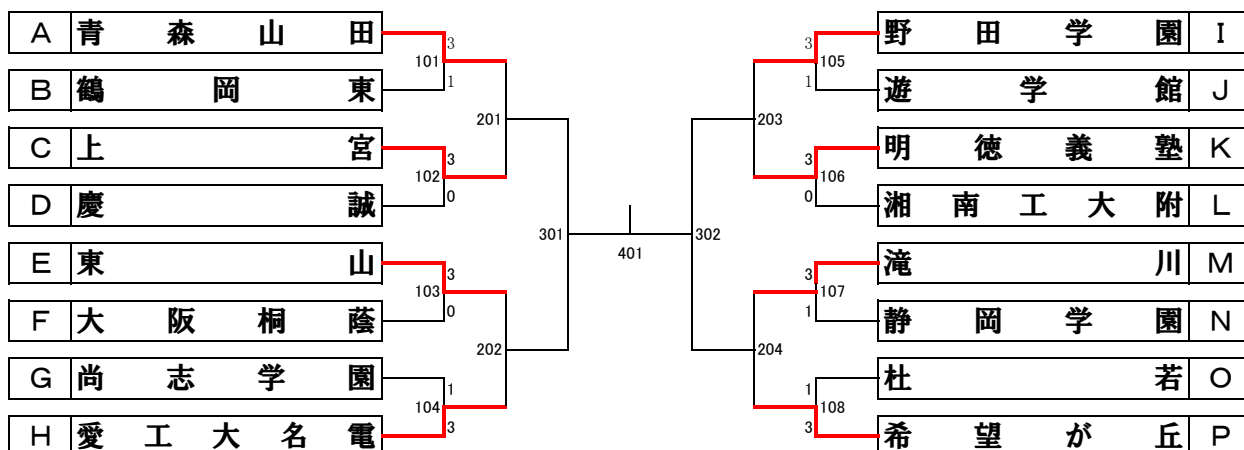 A 青森山田 3 3 野田学園 I
101 105
B 鶴岡東 1 1 遊学館 J
201 203
C 上宮 3 3 明徳義塾 K
102 106
D 慶誠 0 0 湘南工大附 L
301 401 302
E 東山 3 3 滝川 M
103 107
F 大阪桐蔭 0 1 静岡学園 N
202 204
G 尚志学園 1 1 杜若 O
104 108
H 愛工大名電 3 3 希望が丘 P